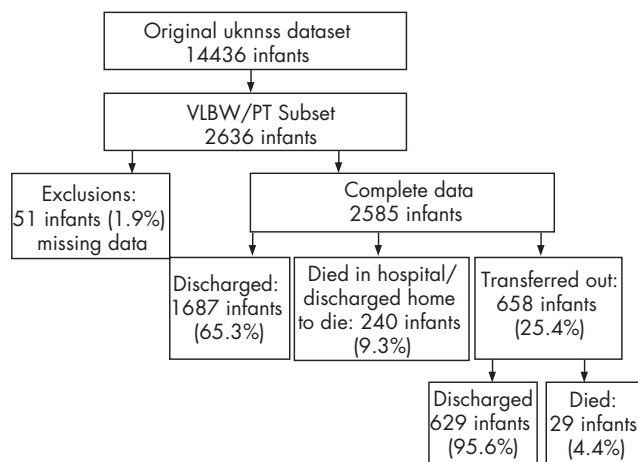 Original uknnss dataset
14436 infants
VLBW/PT Subset
2636 infants
Exclusions:
51 infants (1.9%)
missing data
Complete data
2585 infants
Discharged:
1687 infants
(65.3%)
Died in hospital/
discharged home
to die: 240 infants
(9.3%)
Transferred out:
658 infants
(25.4%)
Discharged
629 infants
(95.6%)
Died:
29 infants
(4.4%)